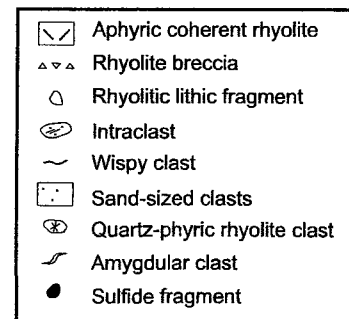 Aphyric coherent rhyolite
Rhyolite breccia
Rhyolitic lithic fragment
Intraclast
Wispy clast
Sand-sized clasts
Quartz-phyric rhyolite clast
Amygdular clast
Sulfide fragment